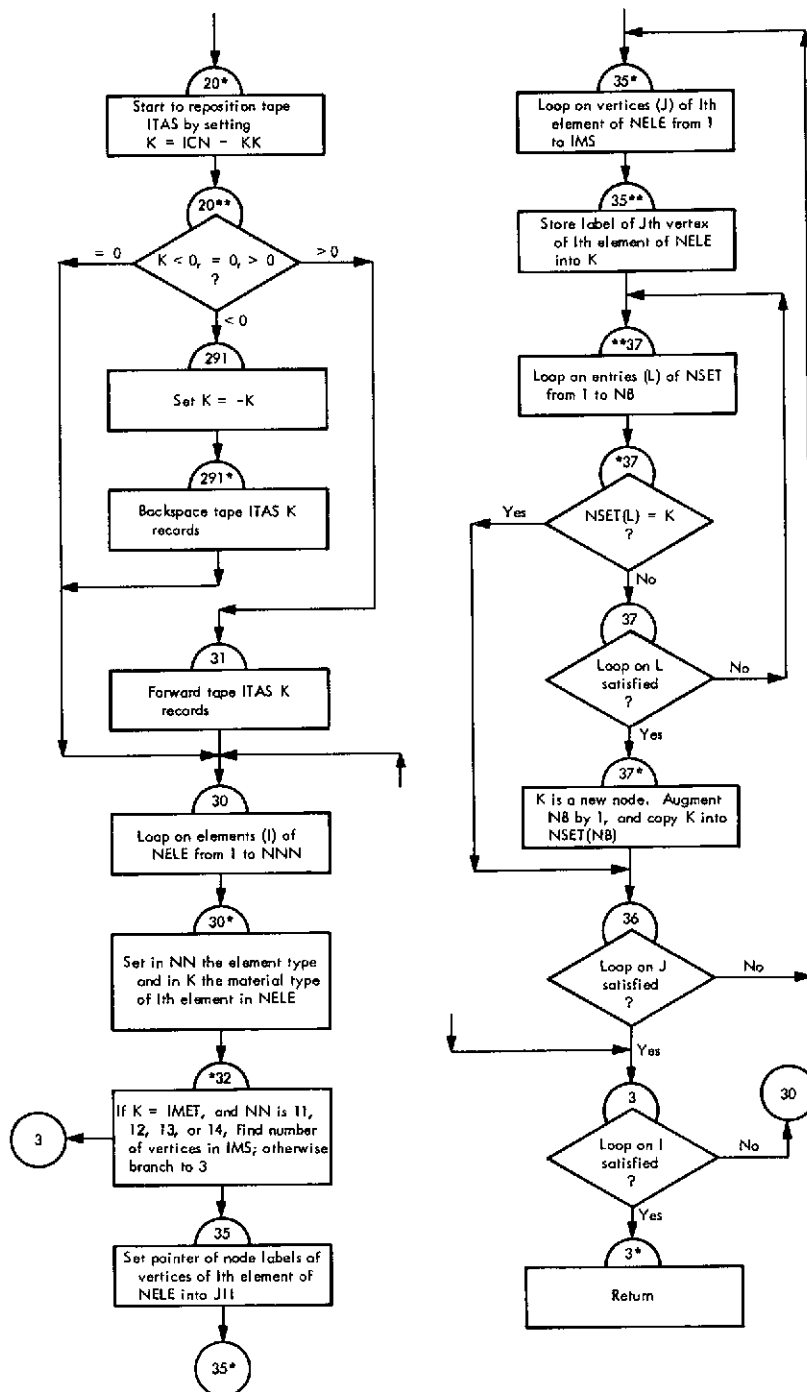 20*
Start to reposition tape
ITAS by setting
K = ICN - KK
20**
= 0
K < 0, = 0, > 0
?
> 0
< 0
291
Set K = -K
291*
Backspace tape ITAS K
records
31
Forward tape ITAS K
records
30
Loop on elements (I) of
NELE from 1 to NNN
30*
Set in NN the element type
and in K the material type
of Ith element in NELE
*32
If K = IMET, and NN is 11,
12, 13, or 14, Find number
of vertices in IMS; otherwise
branch to 3
3
35
Set pointer of node labels of
vertices of Ith element of
NELE into J11
35*
35*
Loop on vertices (J) of Ith
element of NELE from 1
to IMS
35**
Store label of Jth vertex
of Ith element of NELE
into K
**37
Loop on entries (L) of NSET
from 1 to NB
*37
Yes
NSET(L) = K
?
No
37
Loop on L
satisfied
?
No
Yes
37*
K is a new node. Augment
NB by 1, and copy K into
NSET(NB)
36
Loop on J
satisfied
?
No
Yes
3
Loop on I
satisfied
?
No
30
Yes
3*
Return